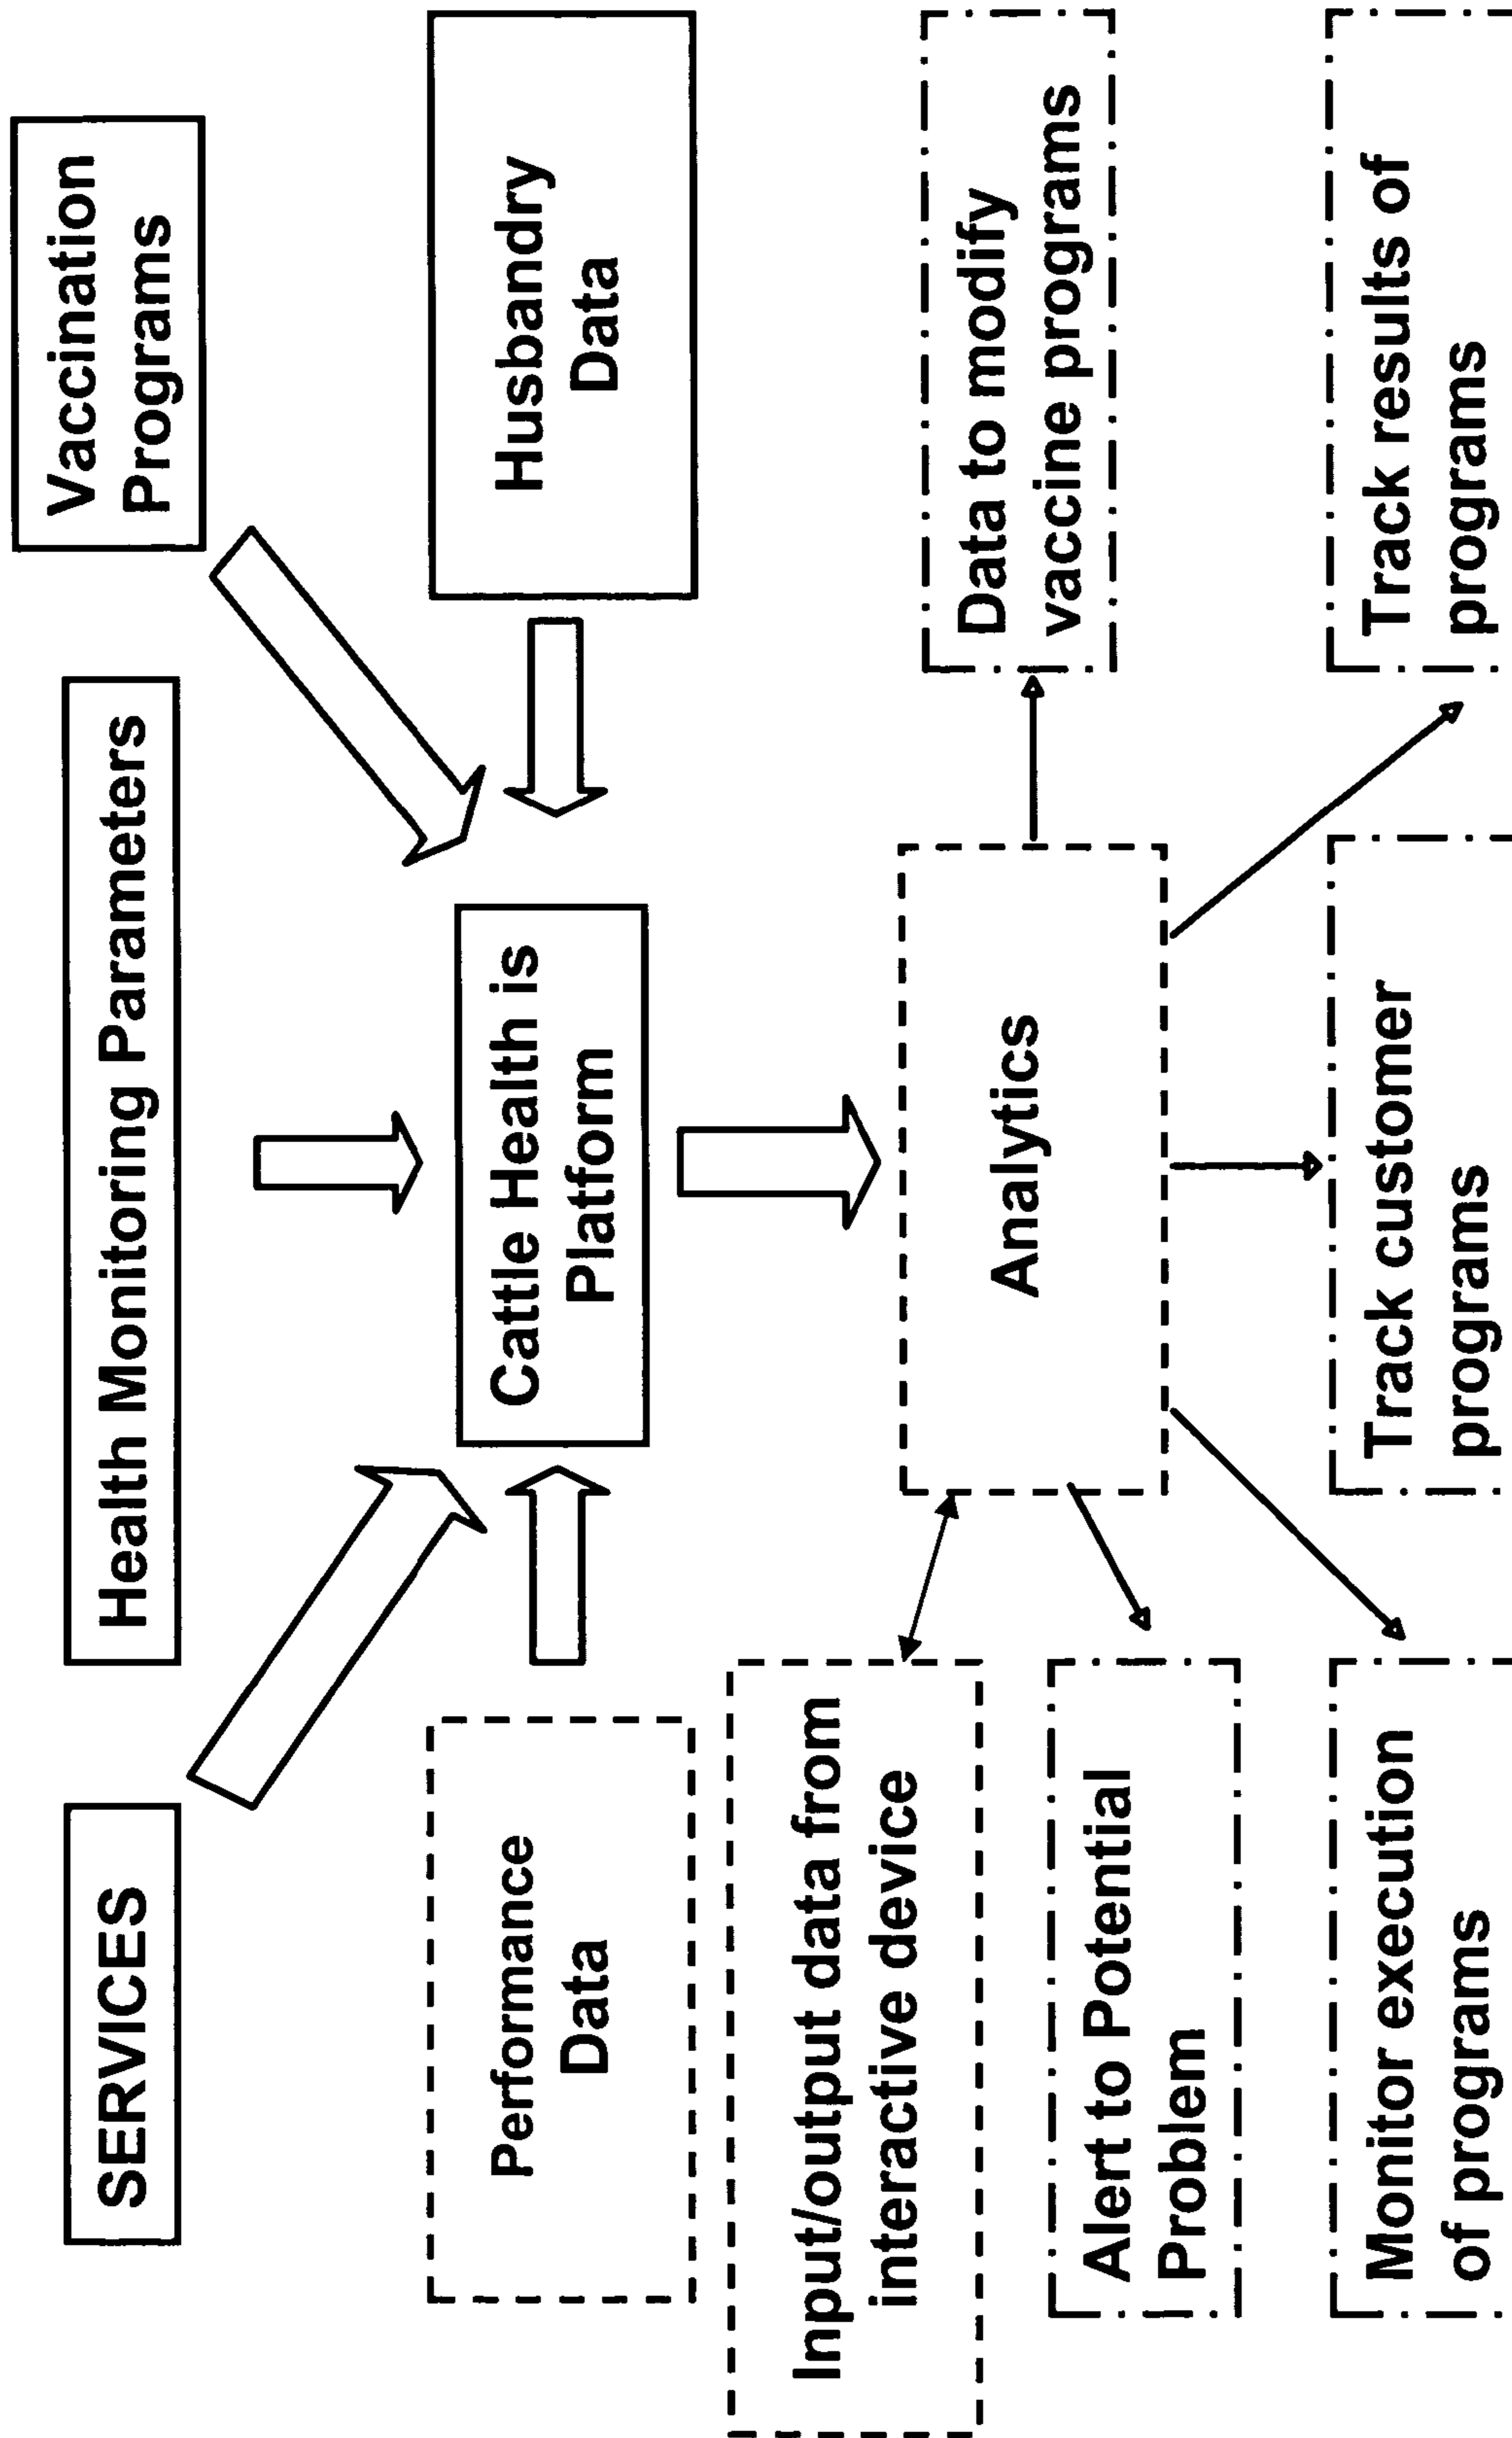 SERVICES
Health Monitoring Parameters
Vaccination
Programs
Performance
Data
Cattle Health is
Platform
Husbandry
Data
Input/output data from
interactive device
Analytics
Data to modify
vaccine programs
Alert to Potential
Problem
Monitor execution
of programs
Track customer
programs
Track results of
programs